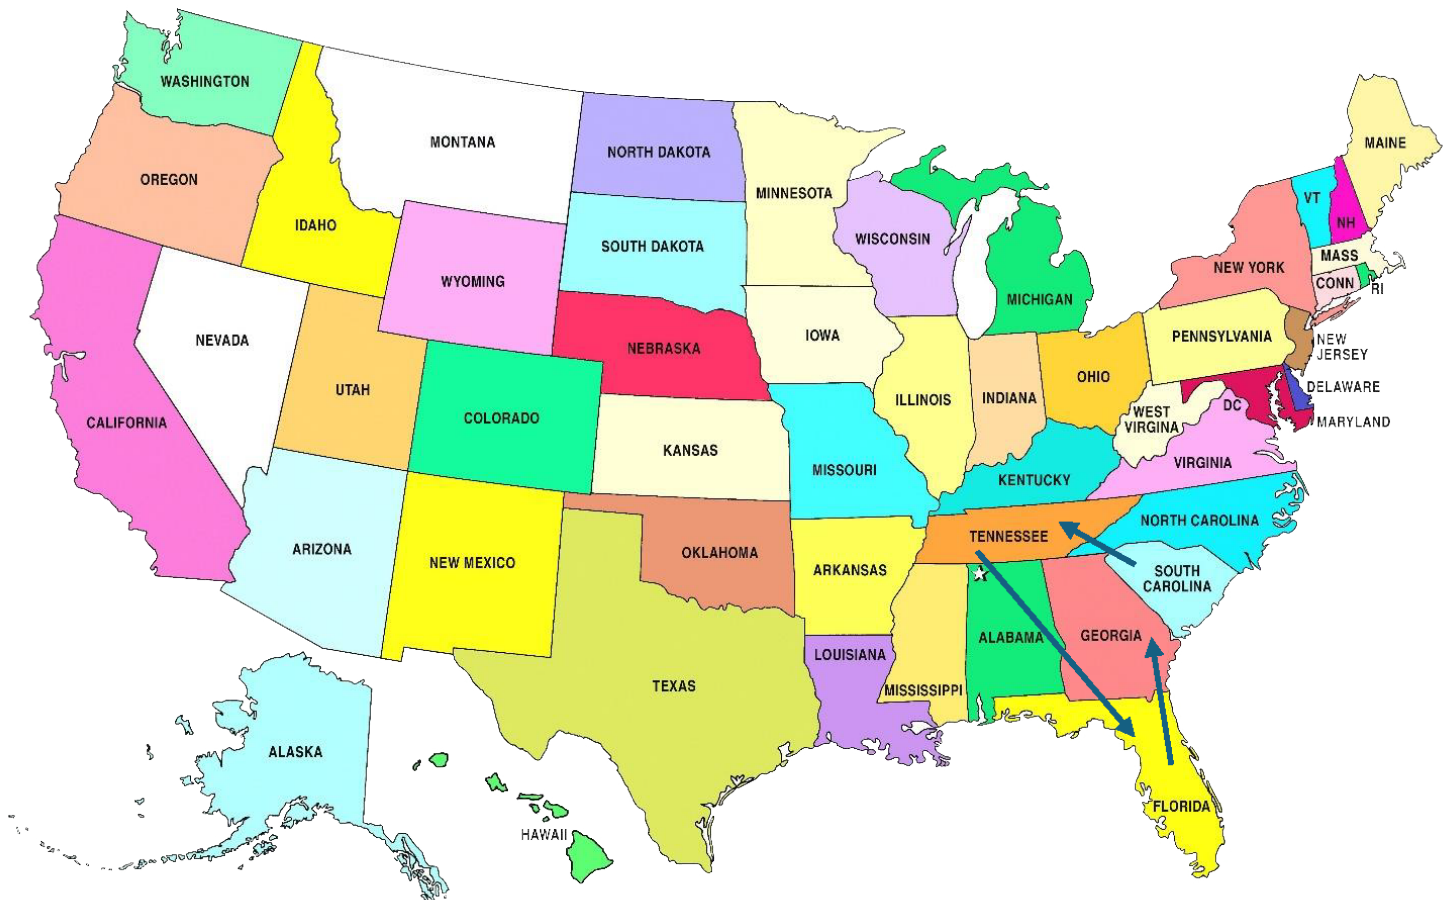 WASHINGTON
OREGON
MONTANA
IDAHO
NORTH DAKOTA
MINNESOTA
SOUTH DAKOTA
WISCONSIN
MICHIGAN
MAINE
VT
NH
MASS
NEW YORK
CONN
RI
WYOMING
NEVADA
NEBRASKA
IOWA
PENNSYLVANIA
NEW
JERSEY
UTAH
COLORADO
ILLINOIS
INDIANA
OHIO
DELAWARE
DC
MARYLAND
WEST
VIRGINA
CALIFORNIA
KANSAS
MISSOURI
KENTUCKY
VIRGINIA
ARIZONA
NEW MEXICO
OKLAHOMA
ARKANSAS
TENNESSEE
NORTH CAROLINA
SOUTH
CAROLINA
ALABAMA
GEORGIA
LOUISIANA
MISSISSIPPI
TEXAS
ALASKA
HAWAII
FLORIDA